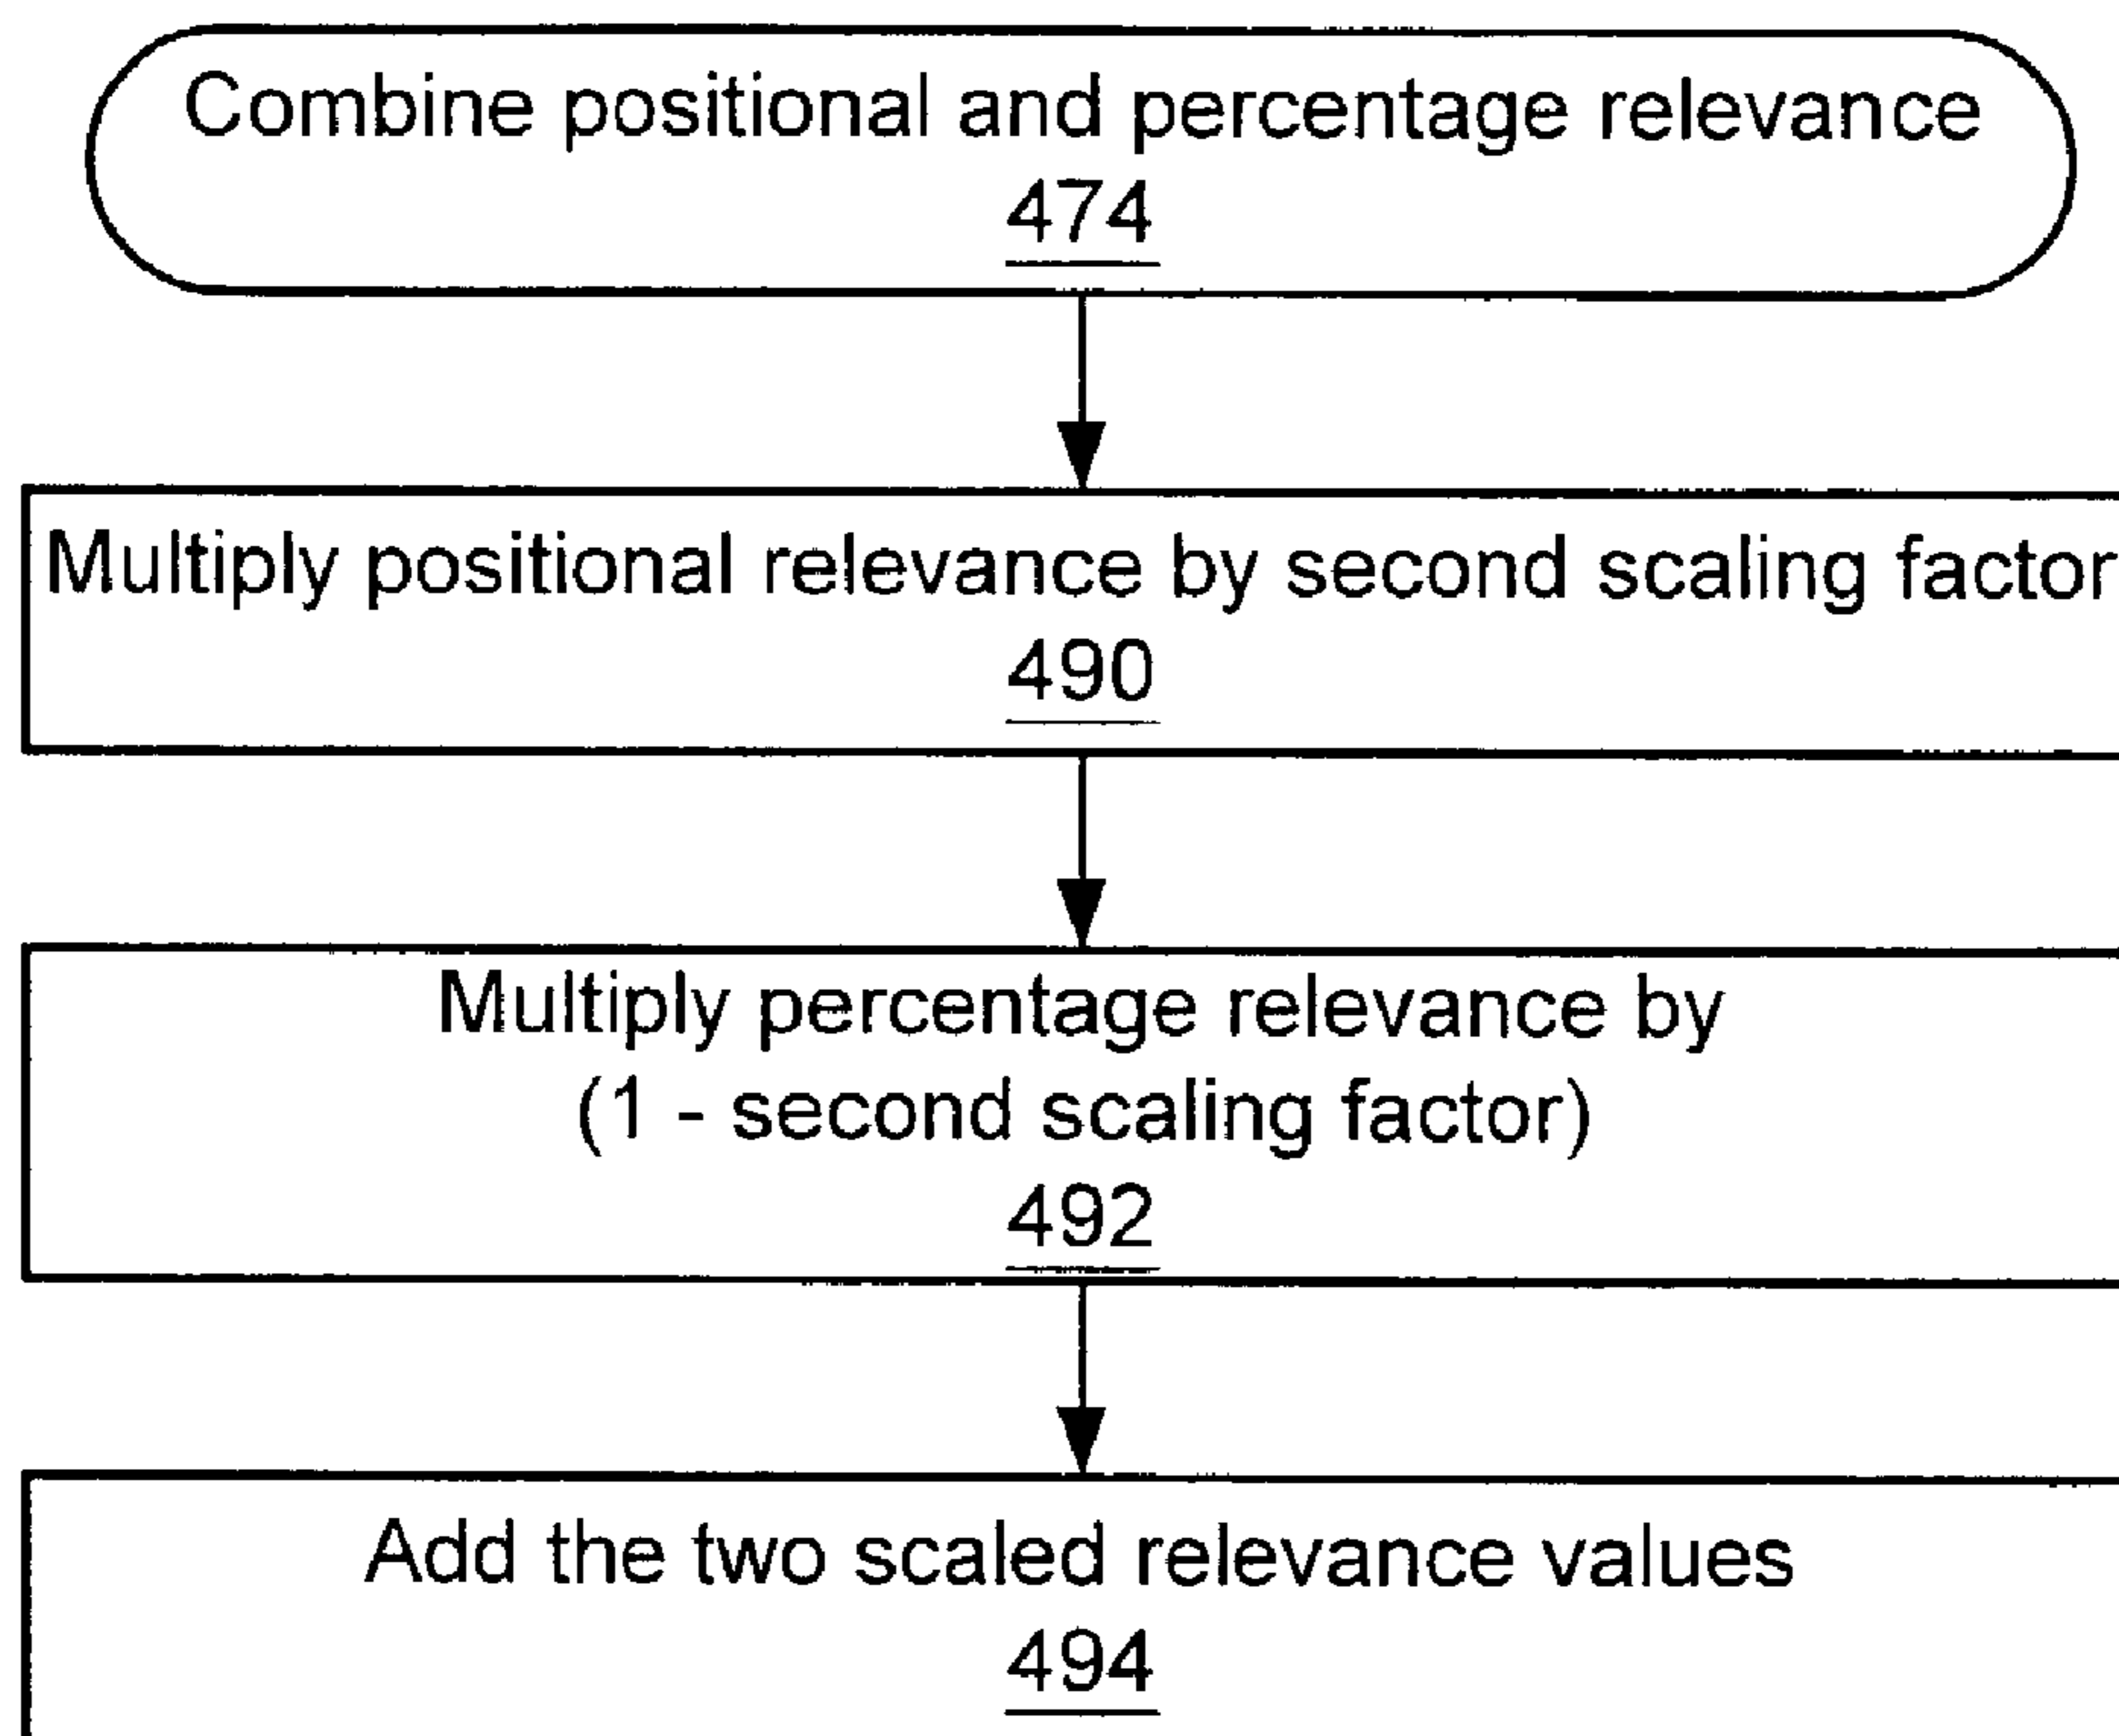 Combine positional and percentage relevance
474
Multiply positional relevance by second scaling factor
490
Multiply percentage relevance by
(1 - second scaling factor)
492
Add the two scaled relevance values
494